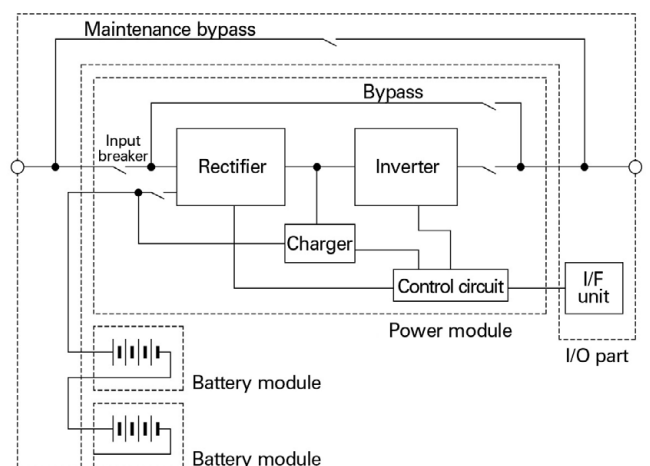 Maintenance bypass
Bypass
Input
breaker
Rectifier
Inverter
Charger
Control circuit
I/F
unit
Power module
I/O part
Battery module
Battery module